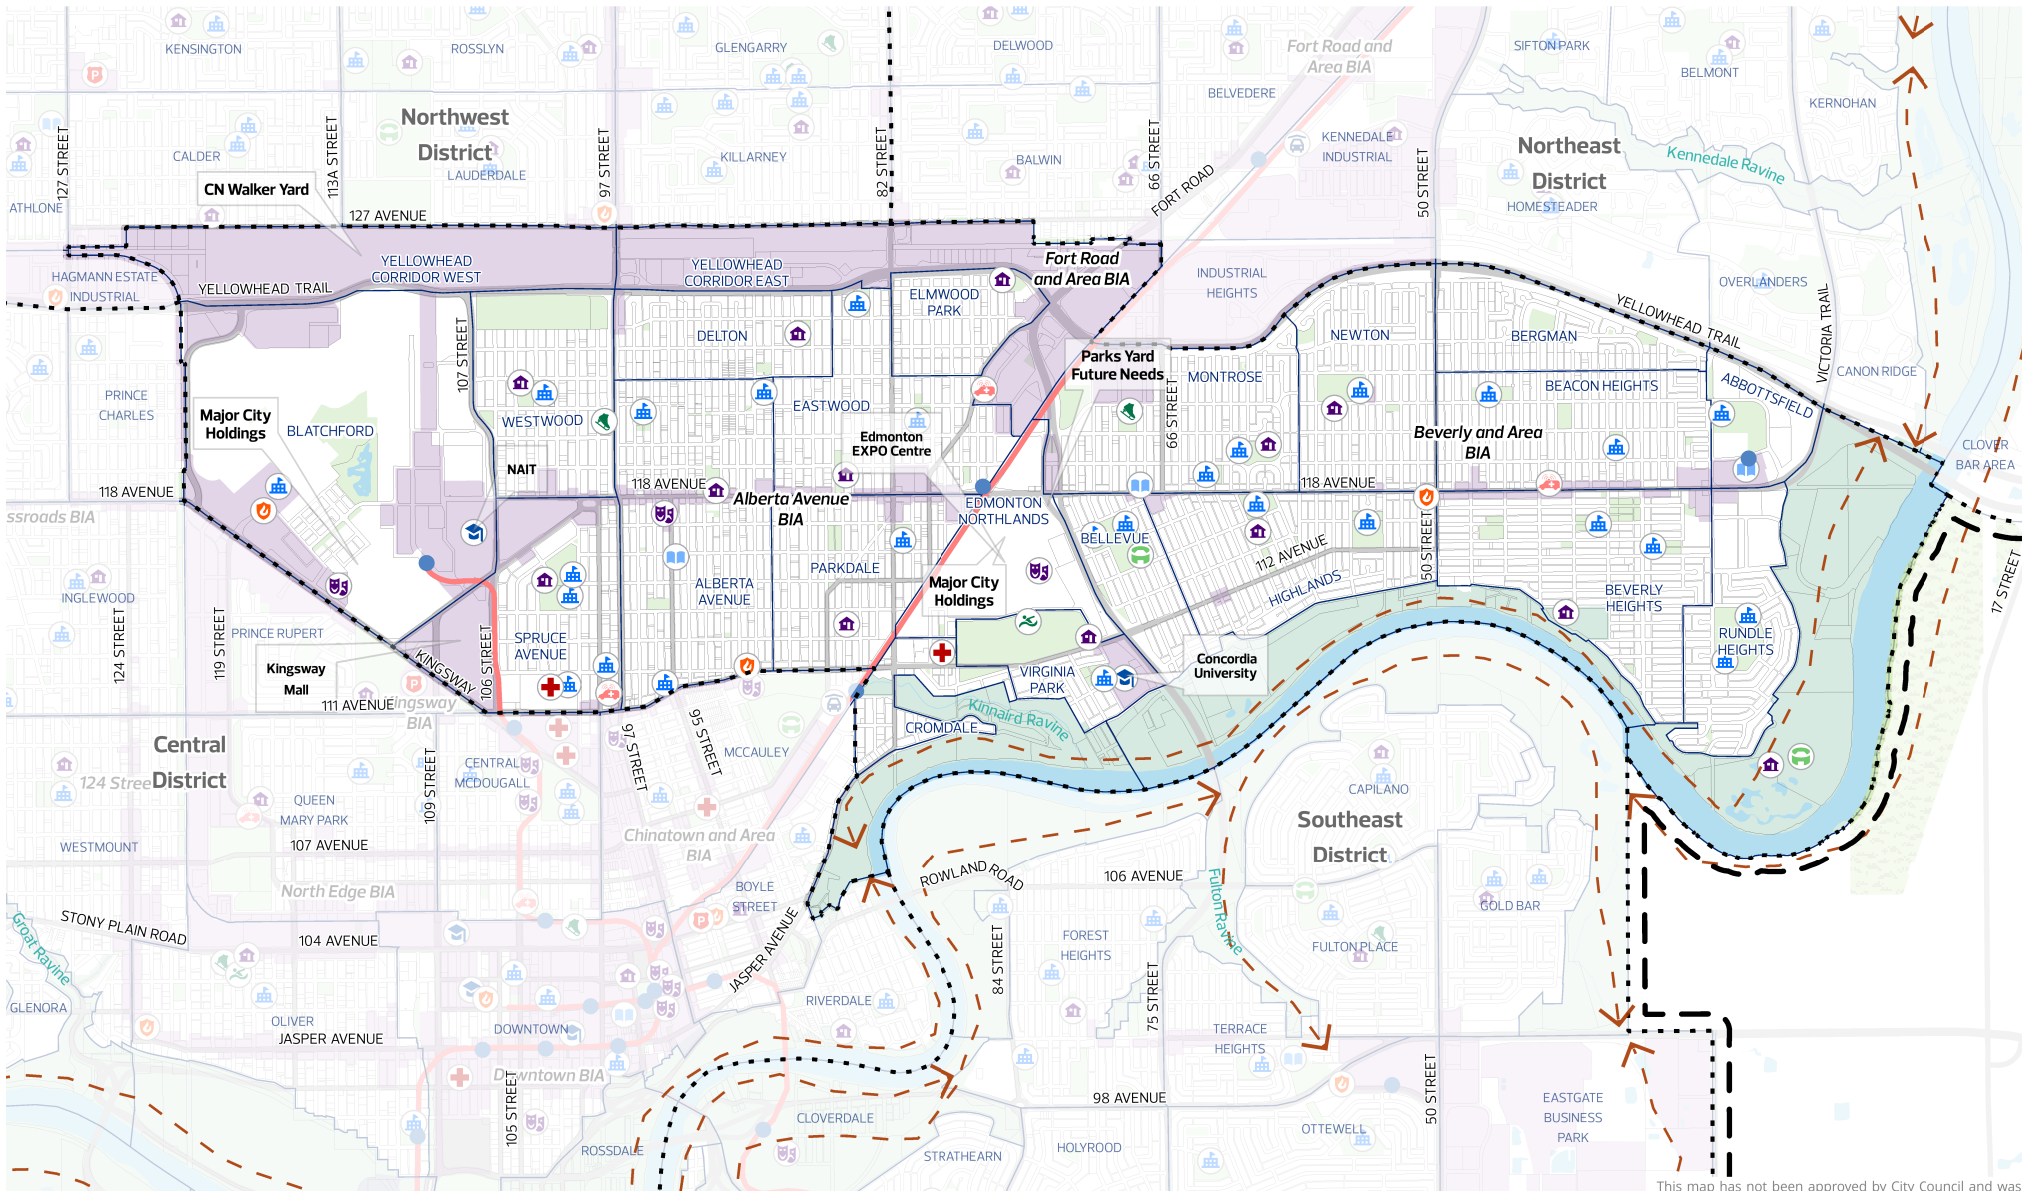 KENSINGTON
ROSSLYN
GLENGARRY
DELWOOD
Fort Road and
Area BIA
SIFTON PARK
BELMONT
KERNOHAN
BELVEDERE
Northwest
District
Northeast
District
127 STREET
113A STREET
97 STREET
82 STREET
66 STREET
50 STREET
CALDER
LAUDERDALE
KILLARNEY
BALWIN
KENNEDALE
INDUSTRIAL
Kennedale Ravine
HOMESTEADER
ATHLONE
CN Walker Yard
127 AVENUE
FORT ROAD
HAGMANN ESTATE
INDUSTRIAL
YELLOWHEAD
CORRIDOR WEST
YELLOWHEAD
CORRIDOR EAST
Fort Road
and Area BIA
INDUSTRIAL
HEIGHTS
OVERLANDERS
YELLOWHEAD TRAIL
YELLOWHEAD TRAIL
VICTORIA TRAIL
ELMWOOD
PARK
DELTON
NEWTON
BERGMAN
107 STREET
Parks Yard
Future Needs
MONTROSE
BEACON HEIGHTS
ABBOTTSFIELD
CANON RIDGE
PRINCE
CHARLES
Major City
Holdings
BLATCHFORD
WESTWOOD
EASTWOOD
66 STREET
Edmonton
EXPO Centre
Beverly and Area
BIA
CLOVER
BAR AREA
NAIT
118 AVENUE
118 AVENUE
118 AVENUE
Alberta Avenue
BIA
EDMONTON
NORTHLANDS
ssroads BIA
BELLEVUE
112 AVENUE
50 STREET
17 STREET
PARKDALE
ALBERTA
AVENUE
Major City
Holdings
HIGHLANDS
BEVERLY
HEIGHTS
INGLEWOOD
124 STREET
119 STREET
PRINCE RUPERT
SPRUCE
AVENUE
RUNDLE
HEIGHTS
Kingsway
Mall
KINGSWAY
106 STREET
VIRGINIA
PARK
Concordia
University
111 AVENUE
Kingsway
BIA
Kinnaird Ravine
CROMDALE
97 STREET
95 STREET
MCCAULEY
Central
District
124 Stree
109 STREET
CENTRAL
MCDOUGALL
CAPILANO
QUEEN
MARY PARK
Southeast
District
Chinatown and Area
BIA
WESTMOUNT
107 AVENUE
North Edge BIA
BOYLE
STREET
ROWLAND ROAD
106 AVENUE
Fulton Ravine
GOLD BAR
STONY PLAIN ROAD
Groat Ravine
104 AVENUE
JASPER AVENUE
84 STREET
FOREST
HEIGHTS
FULTON PLACE
75 STREET
GLENORA
OLIVER
JASPER AVENUE
DOWNTOWN
RIVERDALE
TERRACE
HEIGHTS
Downtown BIA
105 STREET
98 AVENUE
50 STREET
EASTGATE
BUSINESS
PARK
CLOVERDALE
OTTEWELL
ROSSDALE
STRATHEARN
HOLYROOD
This map has not been approved by City Council and was